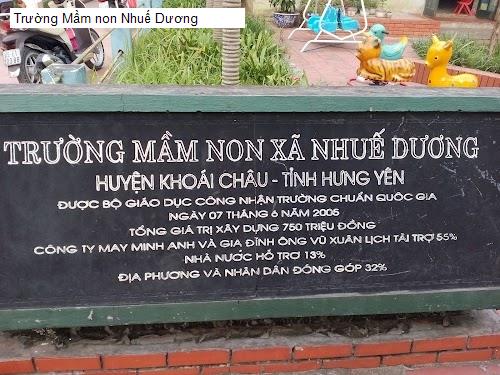 Trường Mầm non Nhuế Dương
TRƯỜNG MẦM NON XÃ NHUẾ DƯƠNG
HUYỆN KHOÁI CHÂU - TỈNH HƯNG YÊN
ĐƯỢC BỘ GIÁO DỤC CÔNG NHẬN TRƯỜNG CHUẨN QUỐC GIA
NGÀY 07 THÁNG 6 NĂM 2005
TỔNG GIÁ TRỊ XÂY DỰNG 750 TRIỆU ĐỒNG
CÔNG TY MAY MINH ANH VÀ GIA ĐÌNH ÔNG VŨ XUÂN LỊCH TÀI TRỢ 55%
NHÀ NƯỚC HỖ TRỢ 13%
ĐỊA PHƯƠNG VÀ NHÂN DÂN ĐÓNG GÓP 32%